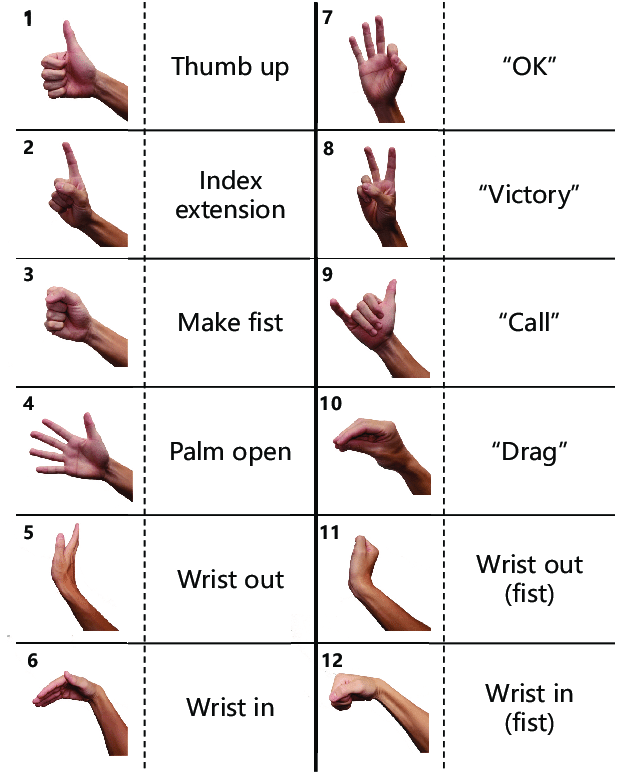 1
Thumb up
2
Index
extension
3
Make fist
4
Palm open
5
Wrist out
6
Wrist in
7
“OK”
8
“Victory”
9
“Call”
10
“Drag”
11
Wrist out
(fist)
12
Wrist in
(fist)